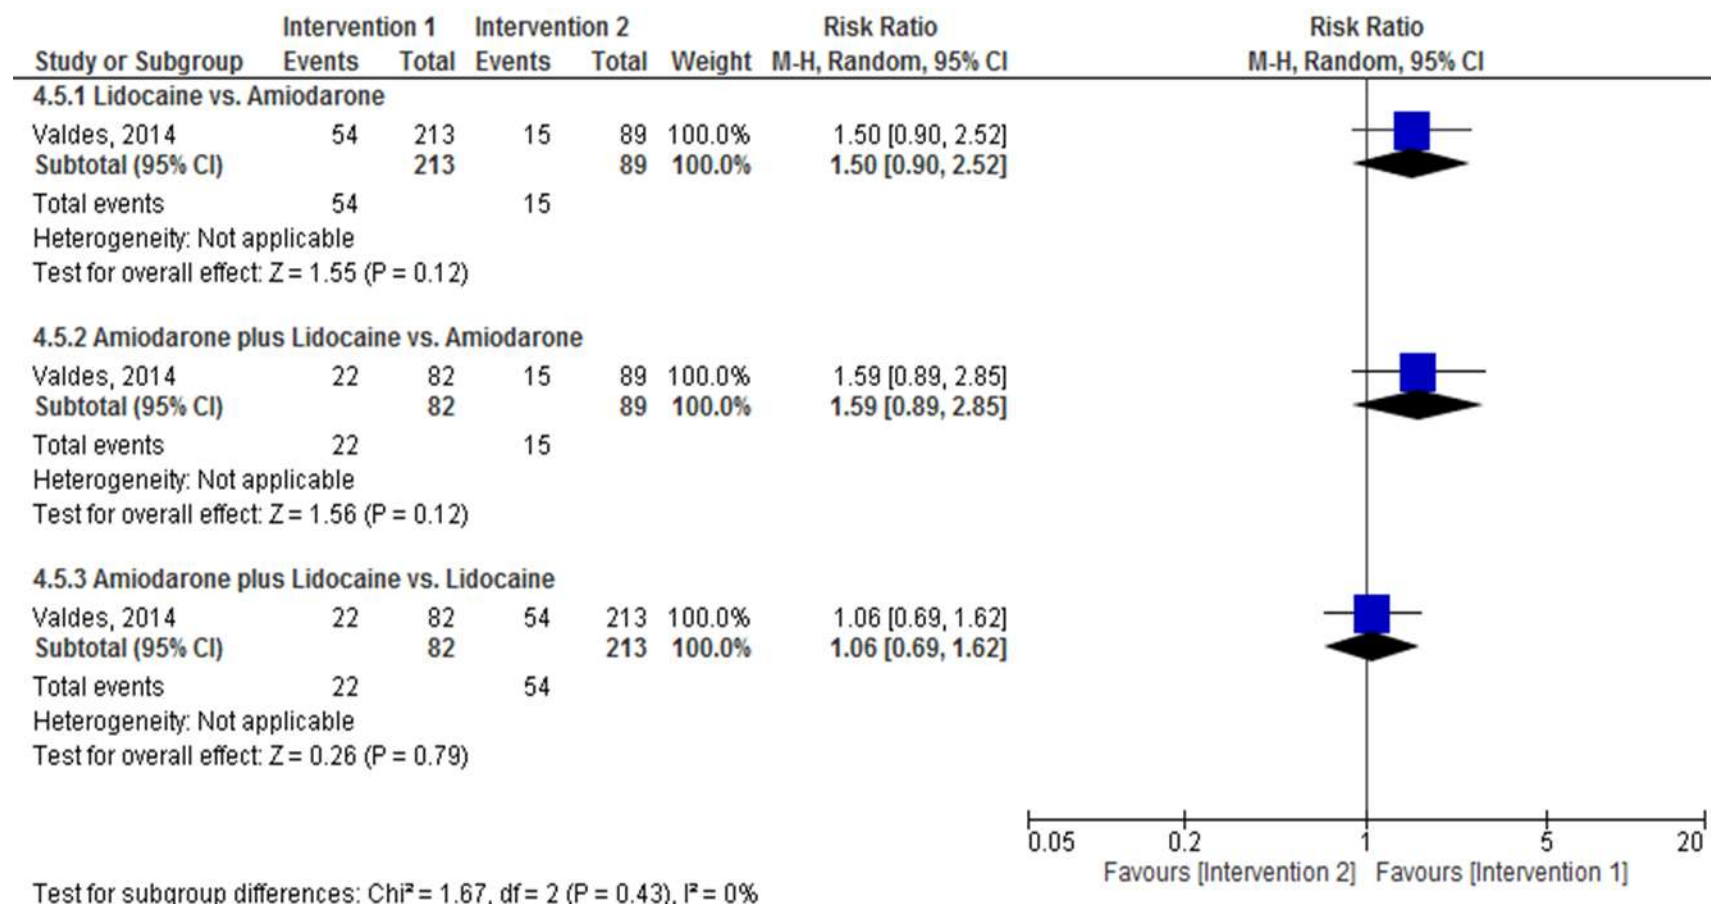 Intervention 1 Intervention 2 Risk Ratio Risk Ratio
Study or Subgroup Events Total Events Total Weight M-H, Random, 95% CI M-H, Random, 95% CI
4.5.1 Lidocaine vs. Amiodarone
Valdes, 2014 54 213 15 89 100.0% 1.50 [0.90, 2.52]
Subtotal (95% CI) 213 89 100.0% 1.50 [0.90, 2.52]
Total events 54 15
Heterogeneity: Not applicable
Test for overall effect: Z = 1.55 (P = 0.12)
4.5.2 Amiodarone plus Lidocaine vs. Amiodarone
Valdes, 2014 22 82 15 89 100.0% 1.59 [0.89, 2.85]
Subtotal (95% CI) 82 89 100.0% 1.59 [0.89, 2.85]
Total events 22 15
Heterogeneity: Not applicable
Test for overall effect: Z = 1.56 (P = 0.12)
4.5.3 Amiodarone plus Lidocaine vs. Lidocaine
Valdes, 2014 22 82 54 213 100.0% 1.06 [0.69, 1.62]
Subtotal (95% CI) 82 213 100.0% 1.06 [0.69, 1.62]
Total events 22 54
Heterogeneity: Not applicable
Test for overall effect: Z = 0.26 (P = 0.79)
0.05 0.2 1 5 20
Favours [Intervention 2] Favours [Intervention 1]
Test for subgroup differences: Chi² = 1.67, df = 2 (P = 0.43), I² = 0%